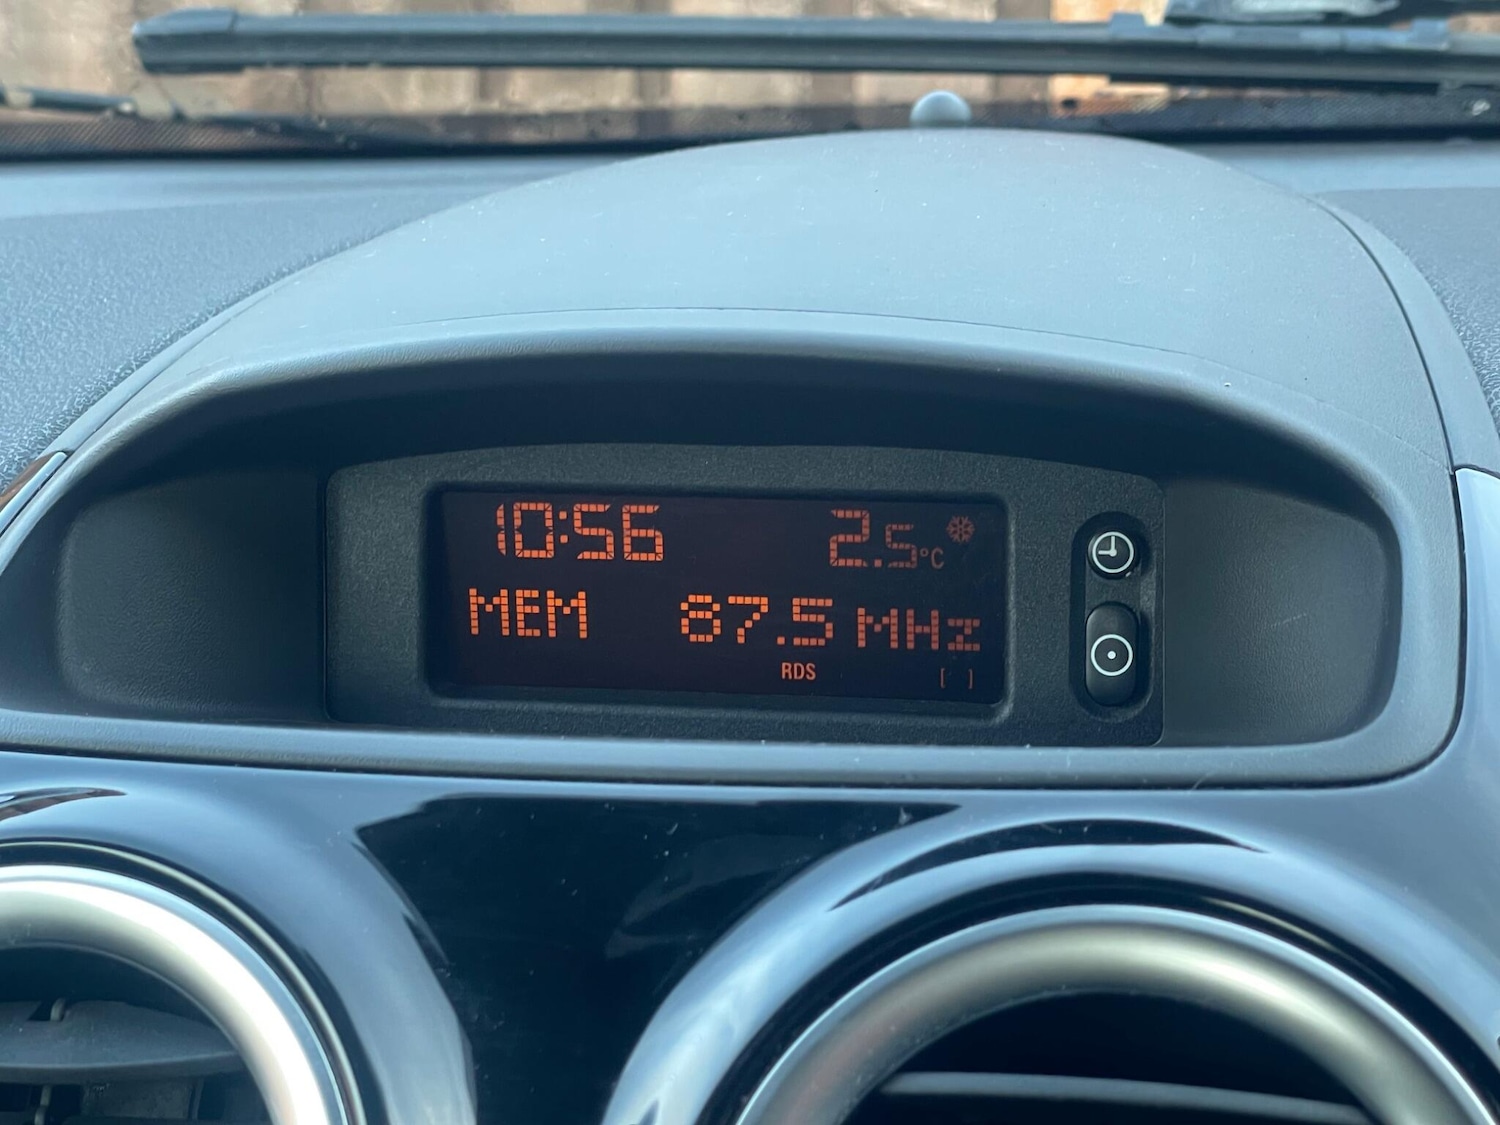 10:56 2.5°C
MEM 87.5 MHz
RDS [ ]